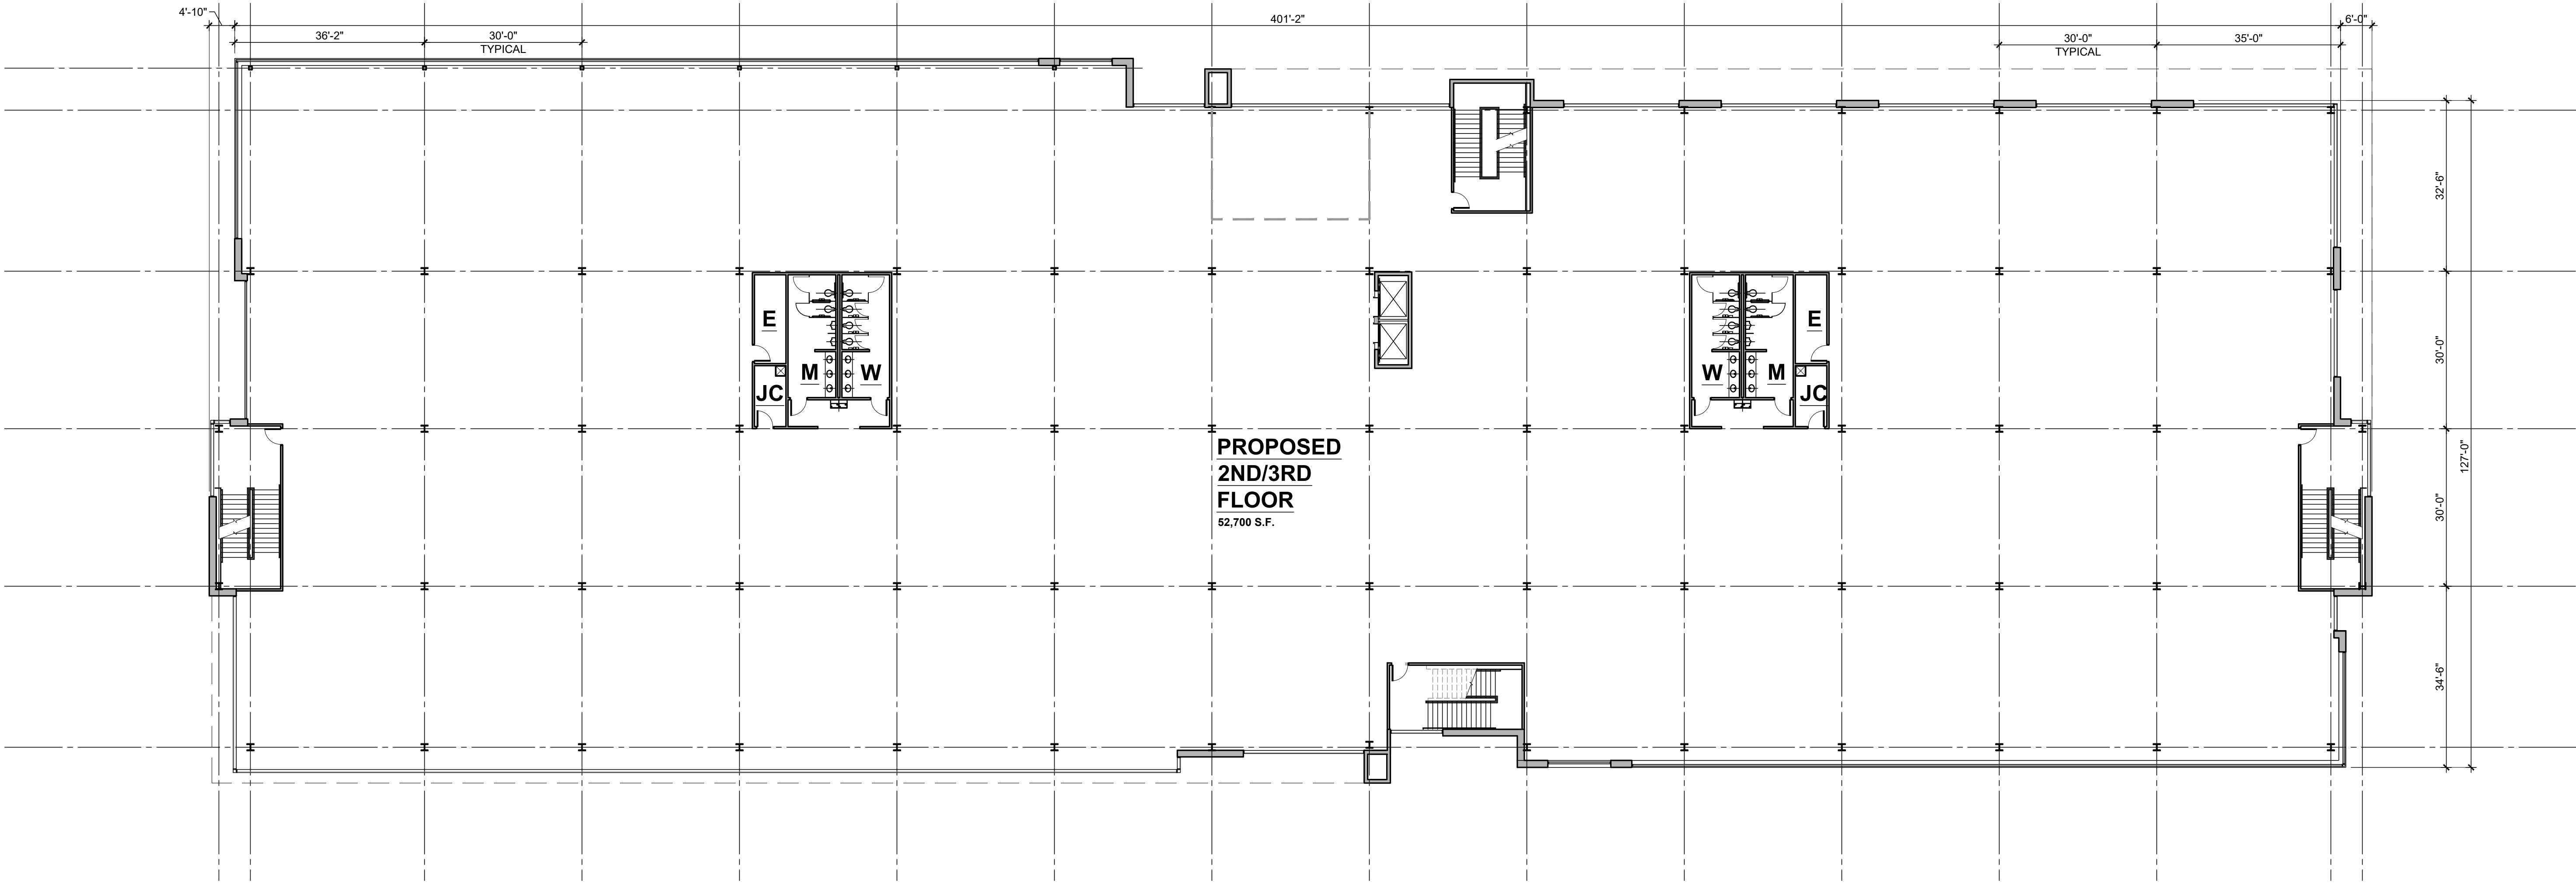 4'-10"
401'-2"
6'-0"
36'-2"
30'-0"
TYPICAL
30'-0"
TYPICAL
35'-0"
32'-6"
30'-0"
127'-0"
30'-0"
34'-6"
E
JC
M
W
W
M
E
JC
PROPOSED
2ND/3RD
FLOOR
52,700 S.F.